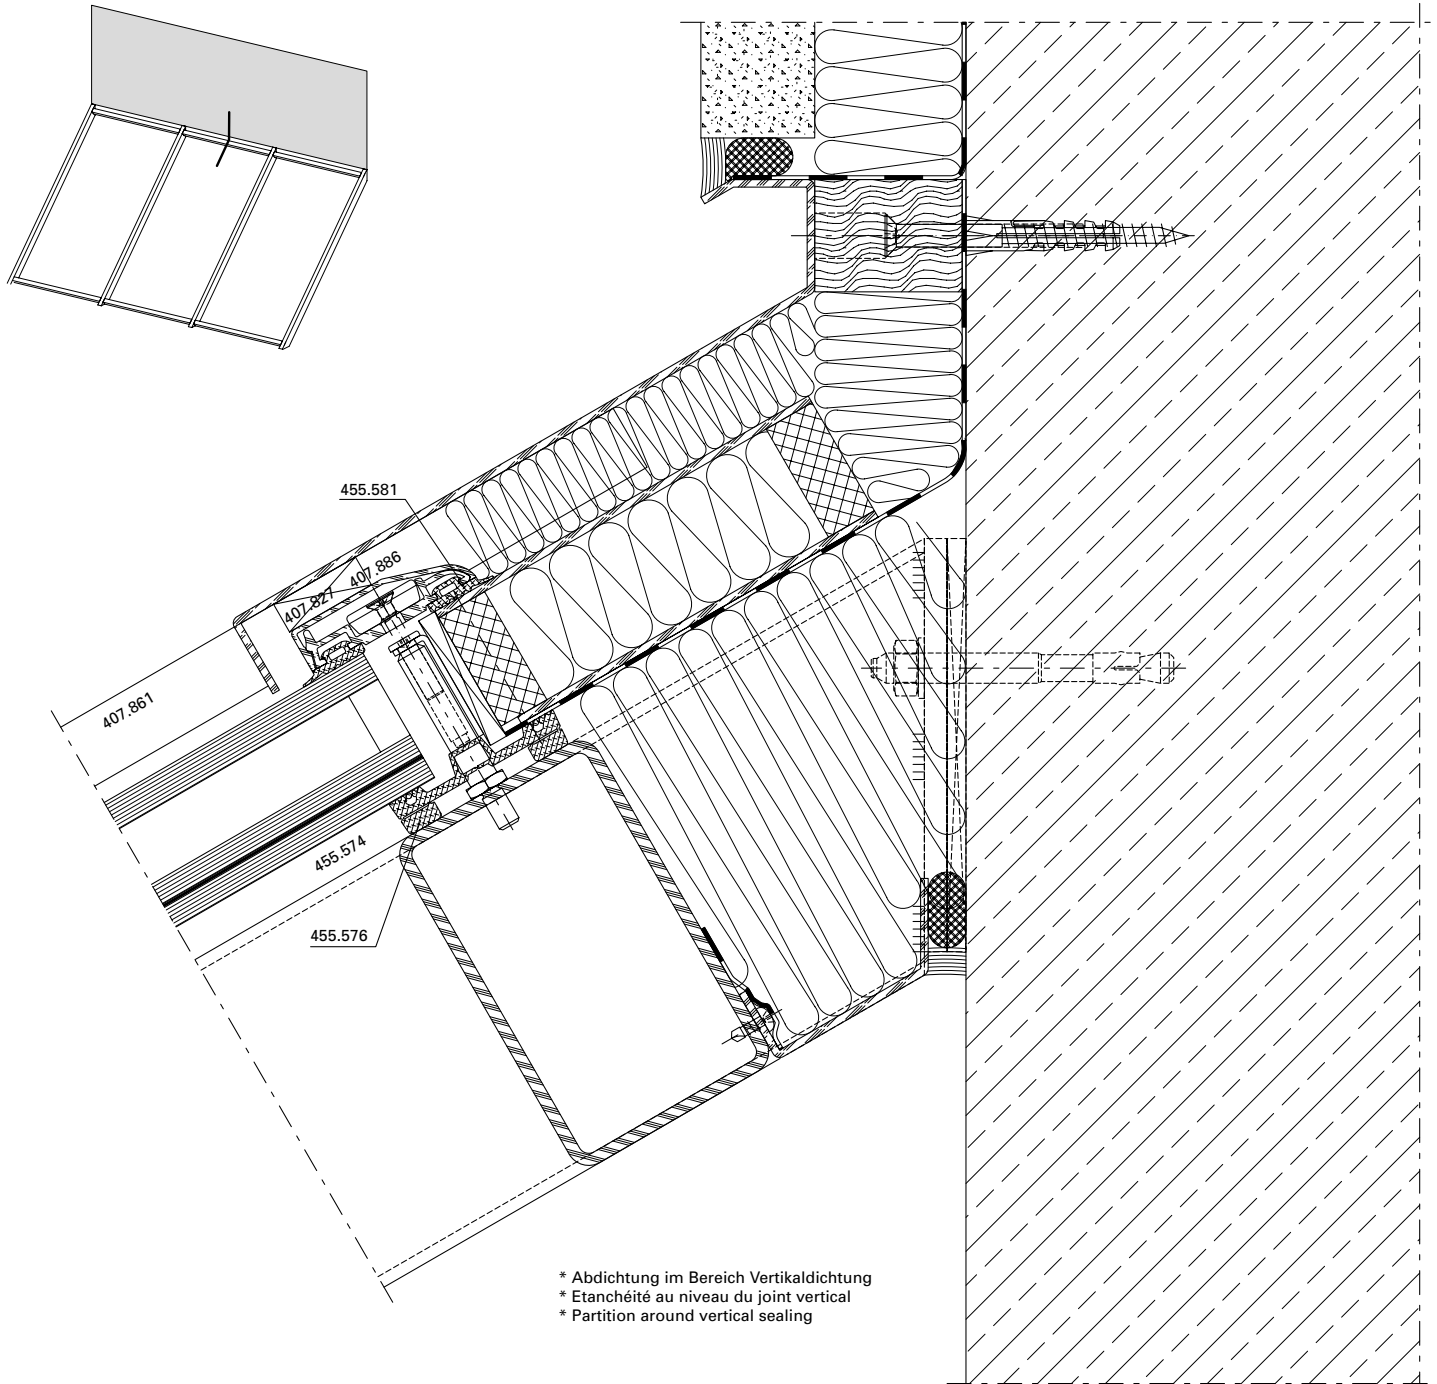 455.581
407.886
407.827
407.861
455.574
455.576
* Abdichtung im Bereich Vertikaldichtung
* Etanchéité au niveau du joint vertical
* Partition around vertical sealing